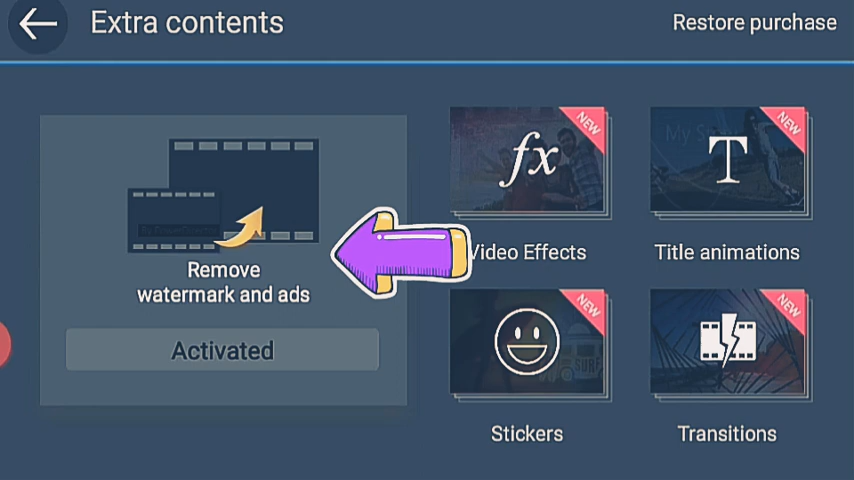 Extra contents
Restore purchase
Remove
watermark and ads
Activated
NEW
fx
Video Effects
NEW
T
Title animations
NEW
Stickers
NEW
Transitions